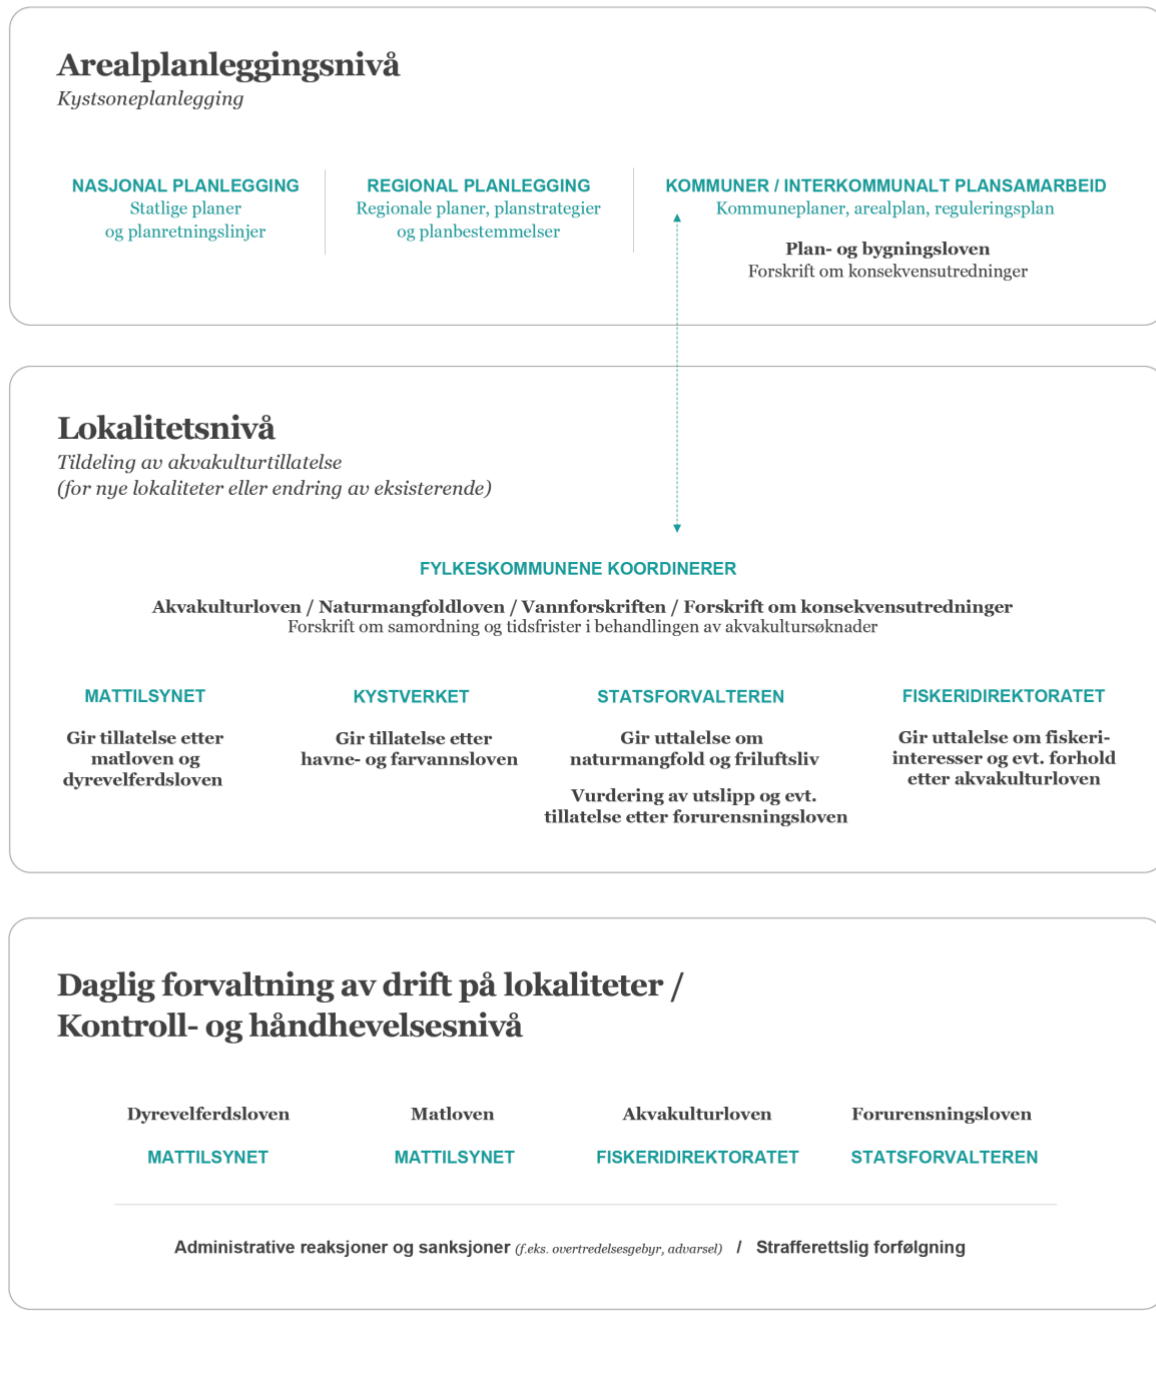 Arealplanleggingsnivå
Kystsoneplanlegging
NASJONAL PLANLEGGING
Statlige planer
og planretningslinjer
REGIONAL PLANLEGGING
Regionale planer, planstrategier
og planbestemmelser
KOMMUNER / INTERKOMMUNALT PLANSAMARBEID
Kommuneplaner, arealplan, reguleringsplan
Plan- og bygningsloven
Forskrift om konsekvensutredninger
Lokalitetsnivå
Tildeling av akvakulturtillatelse
(for nye lokaliteter eller endring av eksisterende)
FYLKESKOMMUNENE KOORDINERER
Akvakulturloven / Naturmangfoldloven / Vannforskriften / Forskrift om konsekvensutredninger
Forskrift om samordning og tidsfrister i behandlingen av akvakultursøknader
MATTILSYNET
Gir tillatelse etter
matloven og
dyrevelferdsloven
KYSTVERKET
Gir tillatelse etter
havne- og farvannsloven
STATSFORVALTEREN
Gir uttalelse om
naturmangfold og friluftsliv
Vurdering av utslipp og evt.
tillatelse etter forurensningsloven
FISKERIDIREKTORATET
Gir uttalelse om fiskeri-
interesser og evt. forhold
etter akvakulturloven
Daglig forvaltning av drift på lokaliteter /
Kontroll- og håndhevelsesnivå
Dyrevelferdsloven
MATTILSYNET
Matloven
MATTILSYNET
Akvakulturloven
FISKERIDIREKTORATET
Forurensningsloven
STATSFORVALTEREN
Administrative reaksjoner og sanksjoner (f.eks. overtredelsesgebyr, advarsel) / Strafferettslig forfølgning